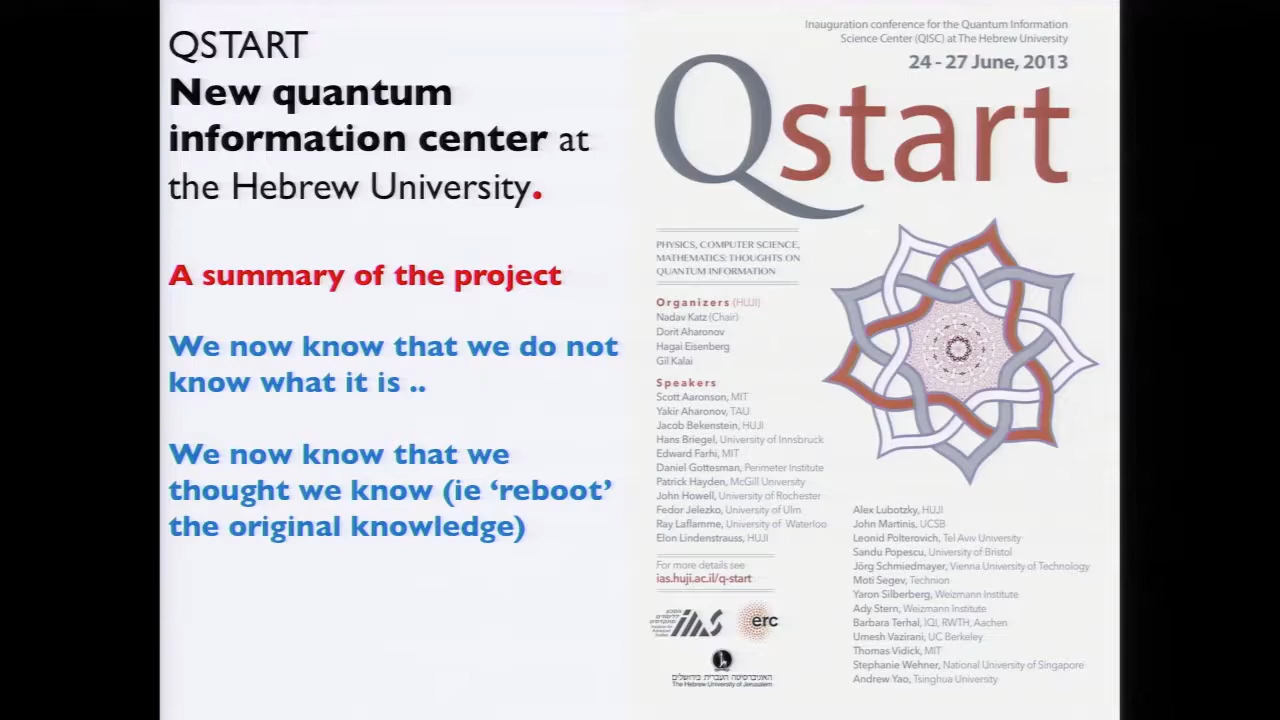 QSTART
New quantum
information center at
the Hebrew University.
A summary of the project
We now know that we do not
know what it is ..
We now know that we
thought we know (ie ‘reboot’
the original knowledge)
Inauguration conference for the Quantum Information
Science Center (QISC) at The Hebrew University
24 - 27 June, 2013
Qstart
PHYSICS, COMPUTER SCIENCE,
MATHEMATICS: THOUGHTS ON
QUANTUM INFORMATION
Organizers (HUJI)
Nadav Katz (Chair)
Dorit Aharonov
Hagai Eisenberg
Gil Kalai
Speakers
Scott Aaronson, MIT
Yakir Aharonov, TAU
Jacob Bekenstein, HUJI
Hans Briegel, University of Innsbruck
Edward Farhi, MIT
Daniel Gottesman, Perimeter Institute
Patrick Hayden, McGill University
John Howell, University of Rochester
Fedor Jelezko, University of Ulm
Ray Laflamme, University of Waterloo
Elon Lindenstrauss, HUJI
Alex Lubotzky, HUJI
John Martinis, UCSB
Leonid Polterovich, Tel Aviv University
Sandu Popescu, University of Bristol
Jörg Schmiedmayer, Vienna University of Technology
Moti Segev, Technion
Yaron Silberberg, Weizmann Institute
Ady Stern, Weizmann Institute
Barbara Terhal, IQI, RWTH, Aachen
Umesh Vazirani, UC Berkeley
Thomas Vidick, MIT
Stephanie Wehner, National University of Singapore
Andrew Yao, Tsinghua University
For more details see
ias.huji.ac.il/q-start
erc
האוניברסיטה העברית בירושלים
The Hebrew University of Jerusalem